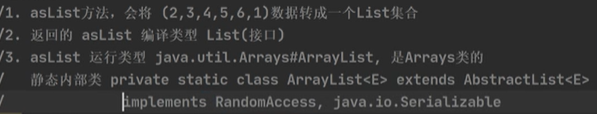 /1. asList方法，会将 (2,3,4,5,6,1)数据转成一个List集合
/2. 返回的 asList 编译类型 List(接口)
/3. asList 运行类型 java.util.Arrays#ArrayList, 是Arrays类的
/ 静态内部类 private static class ArrayList<E> extends AbstractList<E>
/ implements RandomAccess, java.io.Serializable